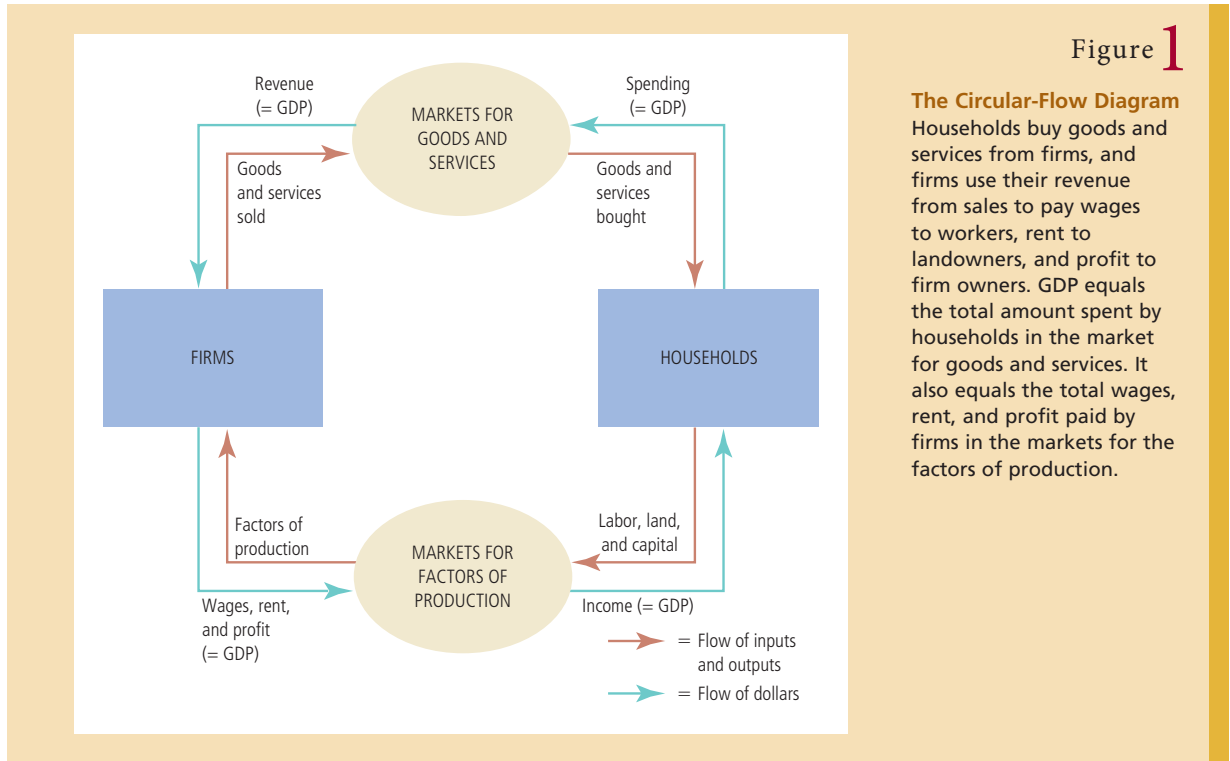 Figure 1
The Circular-Flow Diagram
Households buy goods and
services from firms, and
firms use their revenue
from sales to pay wages
to workers, rent to
landowners, and profit to
firm owners. GDP equals
the total amount spent by
households in the market
for goods and services. It
also equals the total wages,
rent, and profit paid by
firms in the markets for the
factors of production.
Revenue
(= GDP)
MARKETS FOR
GOODS AND
SERVICES
Spending
(= GDP)
Goods
and services
sold
Goods and
services
bought
FIRMS
HOUSEHOLDS
Factors of
production
MARKETS FOR
FACTORS OF
PRODUCTION
Labor, land,
and capital
Wages, rent,
and profit
(= GDP)
Income (= GDP)
= Flow of inputs
and outputs
= Flow of dollars